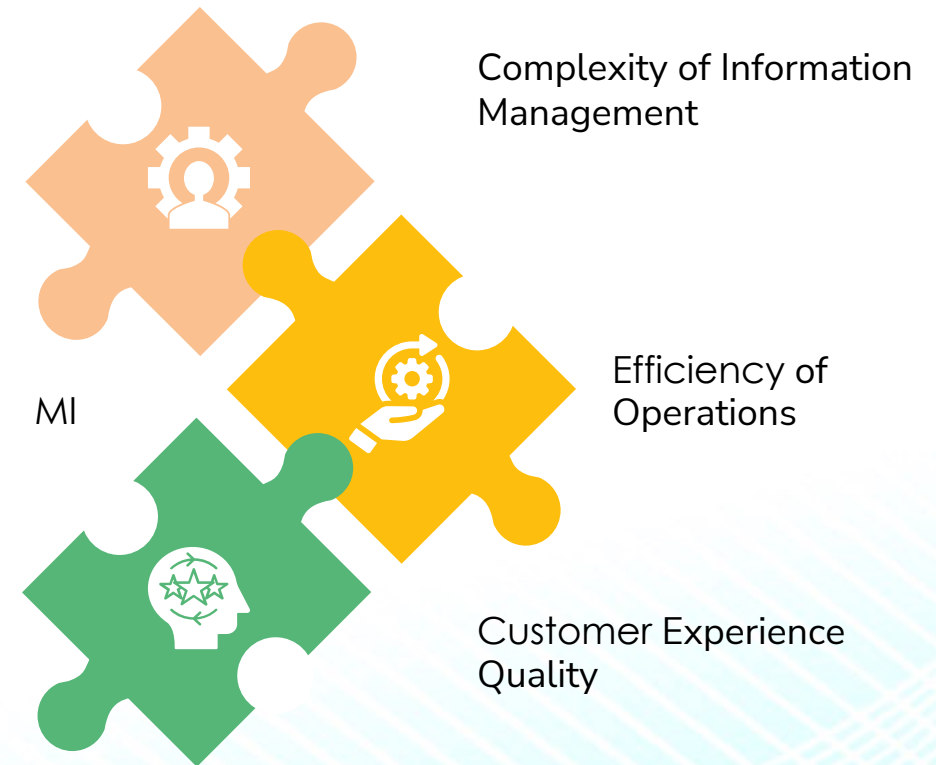 Complexity of Information
Management
Efficiency of
Operations
MI
Customer Experience
Quality